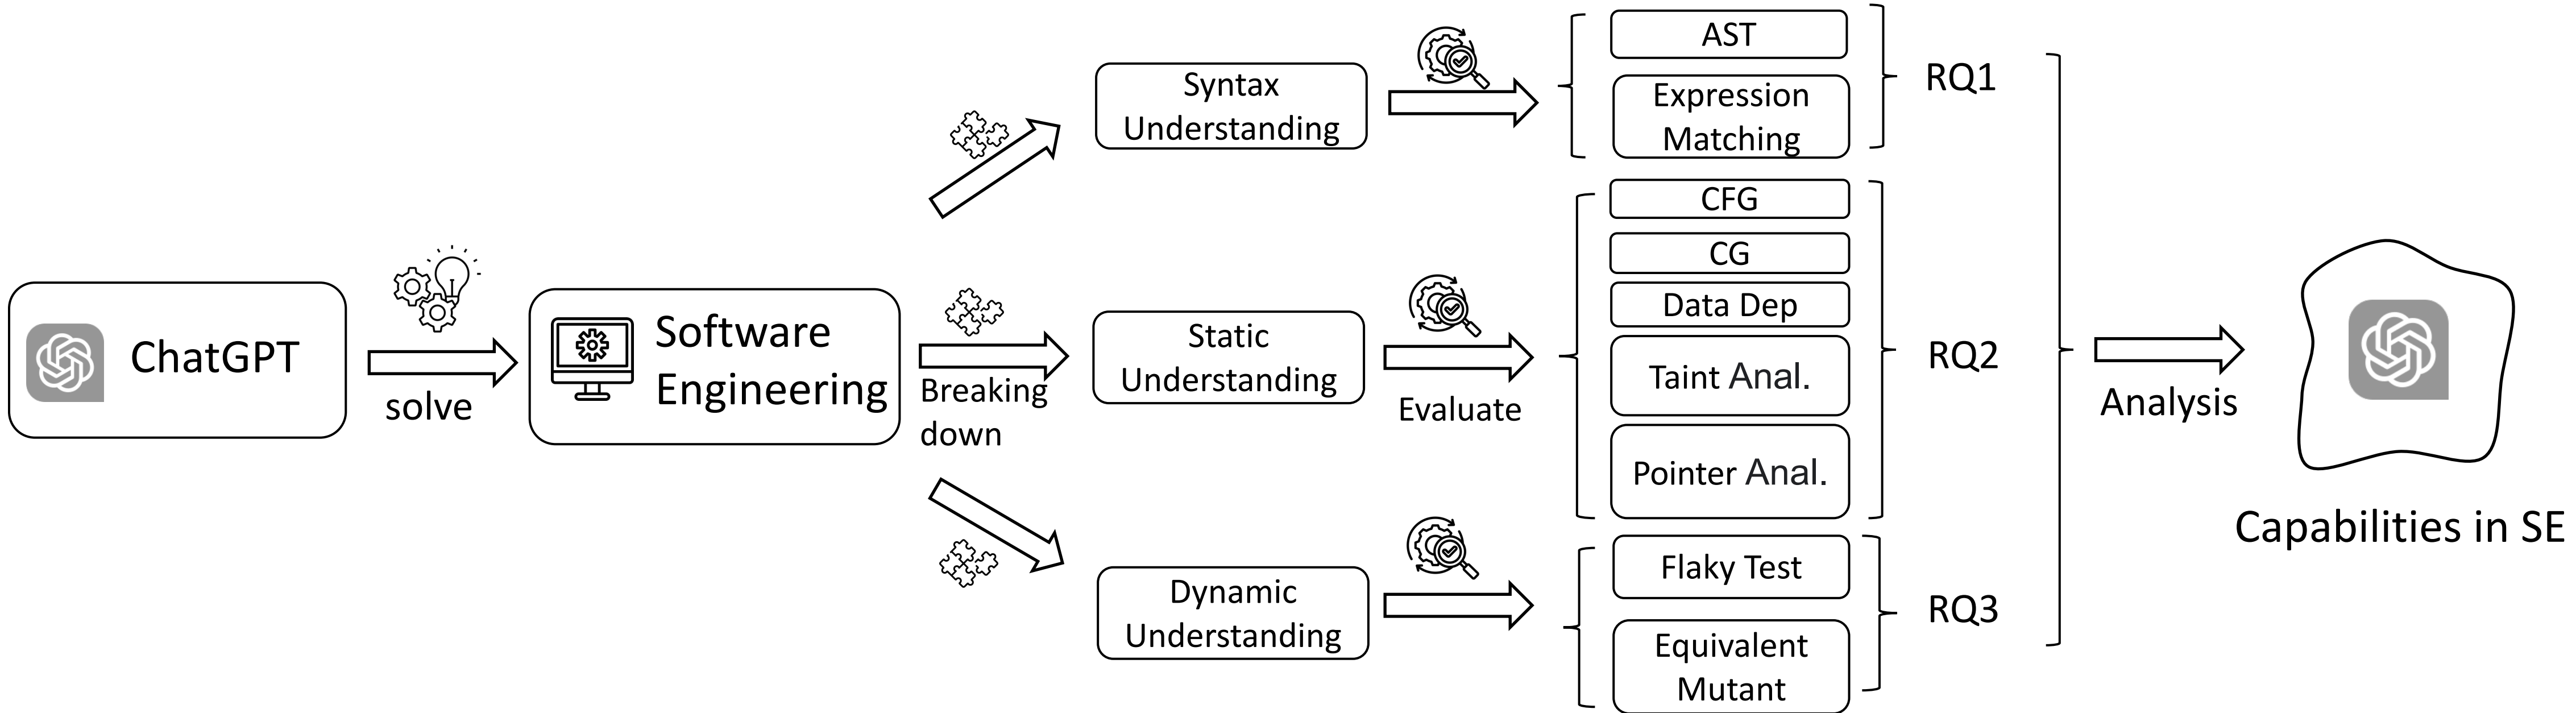 ChatGPT
solve
Software
Engineering
Breaking
down
Syntax
Understanding
Static
Understanding
Dynamic
Understanding
Evaluate
AST
Expression
Matching
RQ1
CFG
CG
Data Dep
Taint Anal.
Pointer Anal.
RQ2
Flaky Test
Equivalent
Mutant
RQ3
Analysis
Capabilities in SE